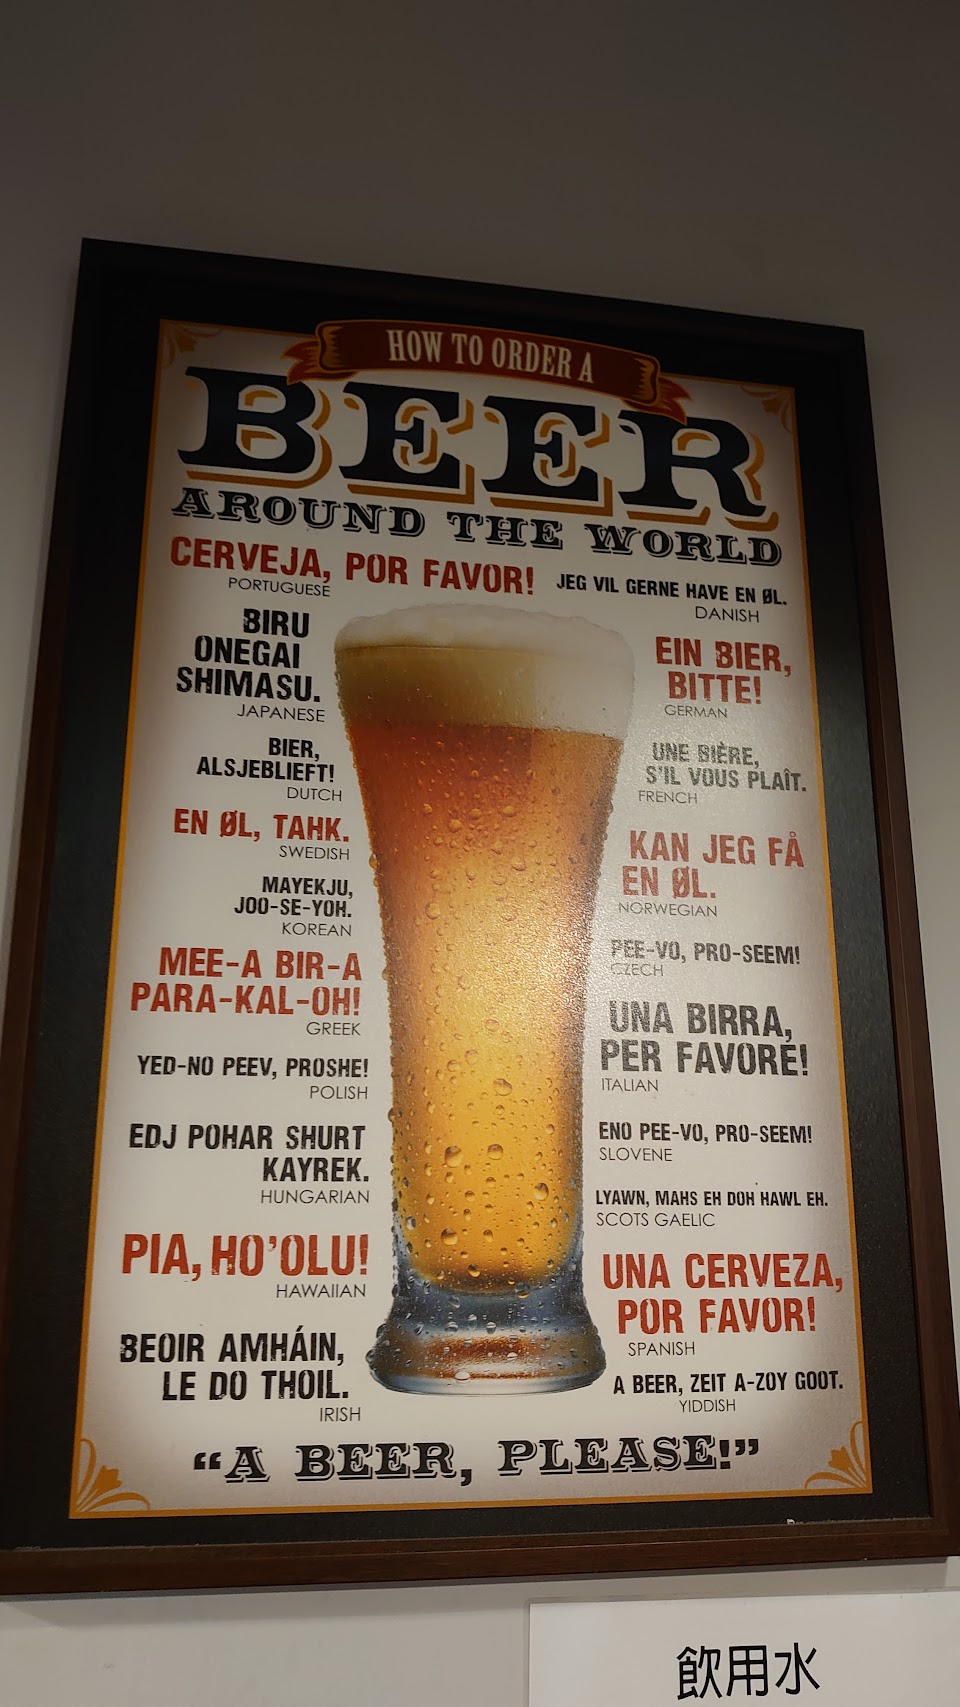 HOW TO ORDER A
BEER
AROUND THE WORLD
CERVEJA, POR FAVOR!
PORTUGUESE
JEG VIL GERNE HAVE EN ØL.
DANISH
BIRU
ONEGAI
SHIMASU.
JAPANESE
EIN BIER,
BITTE!
GERMAN
BIER,
ALSJEBLIEFT!
DUTCH
UNE BIÈRE,
S'IL VOUS PLAÎT.
FRENCH
EN ØL, TAHK.
SWEDISH
KAN JEG FÅ
EN ØL.
NORWEGIAN
MAYEKJU,
JOO-SE-YOH.
KOREAN
PEE-VO, PRO-SEEM!
CZECH
MEE-A BIR-A
PARA-KAL-OH!
GREEK
UNA BIRRA,
PER FAVORE!
ITALIAN
YED-NO PEEV, PROSHE!
POLISH
ENO PEE-VO, PRO-SEEM!
SLOVENE
EDJ POHAR SHURT
KAYREK.
HUNGARIAN
LYAWN, MAHS EH DOH HAWL EH.
SCOTS GAELIC
PIA, HO'OLU!
HAWAIIAN
UNA CERVEZA,
POR FAVOR!
SPANISH
BEOIR AMHÁIN,
LE DO THOIL.
IRISH
A BEER, ZEIT A-ZOY GOOT.
YIDDISH
"A BEER, PLEASE!"
飲用水